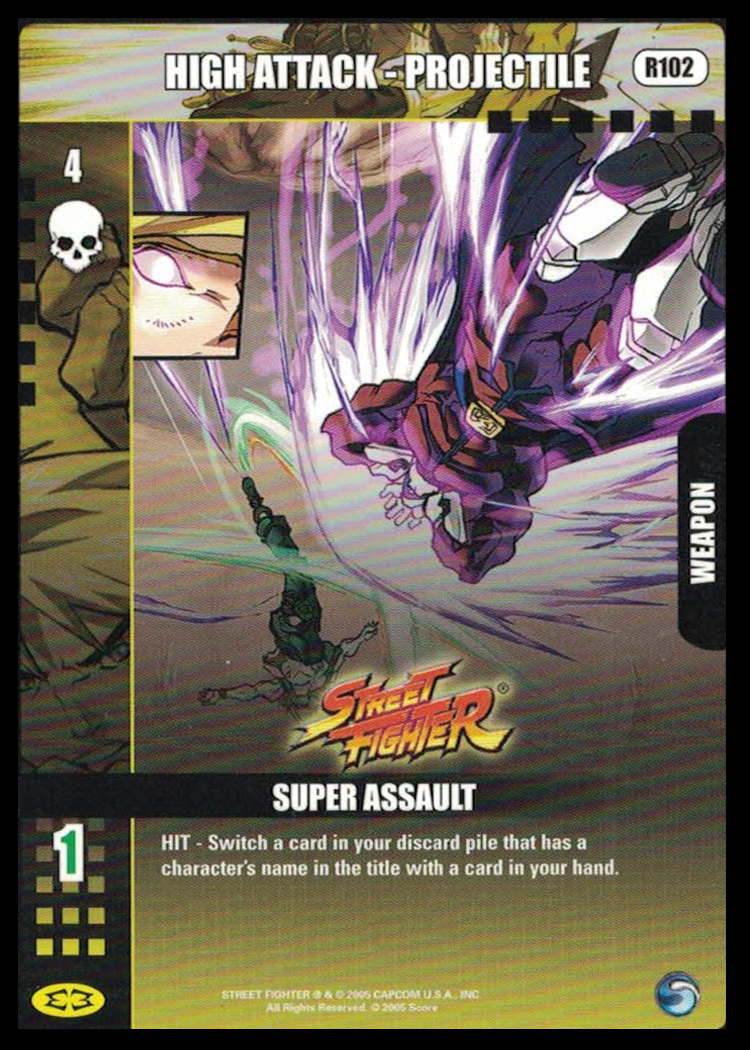 HIGH ATTACK - PROJECTILE
R102
4
WEAPON
STREET
FIGHTER®
SUPER ASSAULT
1
HIT - Switch a card in your discard pile that has a
character's name in the title with a card in your hand.
STREET FIGHTER ® & © 2005 CAPCOM U.S.A., INC
All Rights Reserved. © 2005 Score